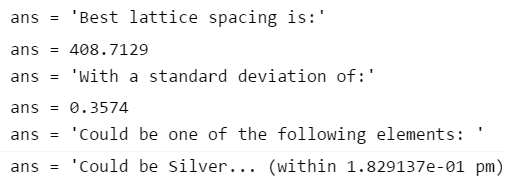 ans = 'Best lattice spacing is:'
ans = 408.7129
ans = 'With a standard deviation of:'
ans = 0.3574
ans = 'Could be one of the following elements: '
ans = 'Could be Silver... (within 1.829137e-01 pm)